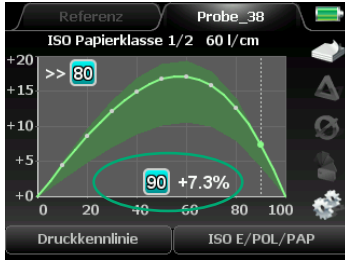 Referenz Probe_38
ISO Papierklasse 1/2 60 l/cm
+20
>> 80
+15
+10
+5
90 +7.3%
+0
0 20 40 60 80 100
Druckkennlinie ISO E/POL/PAP